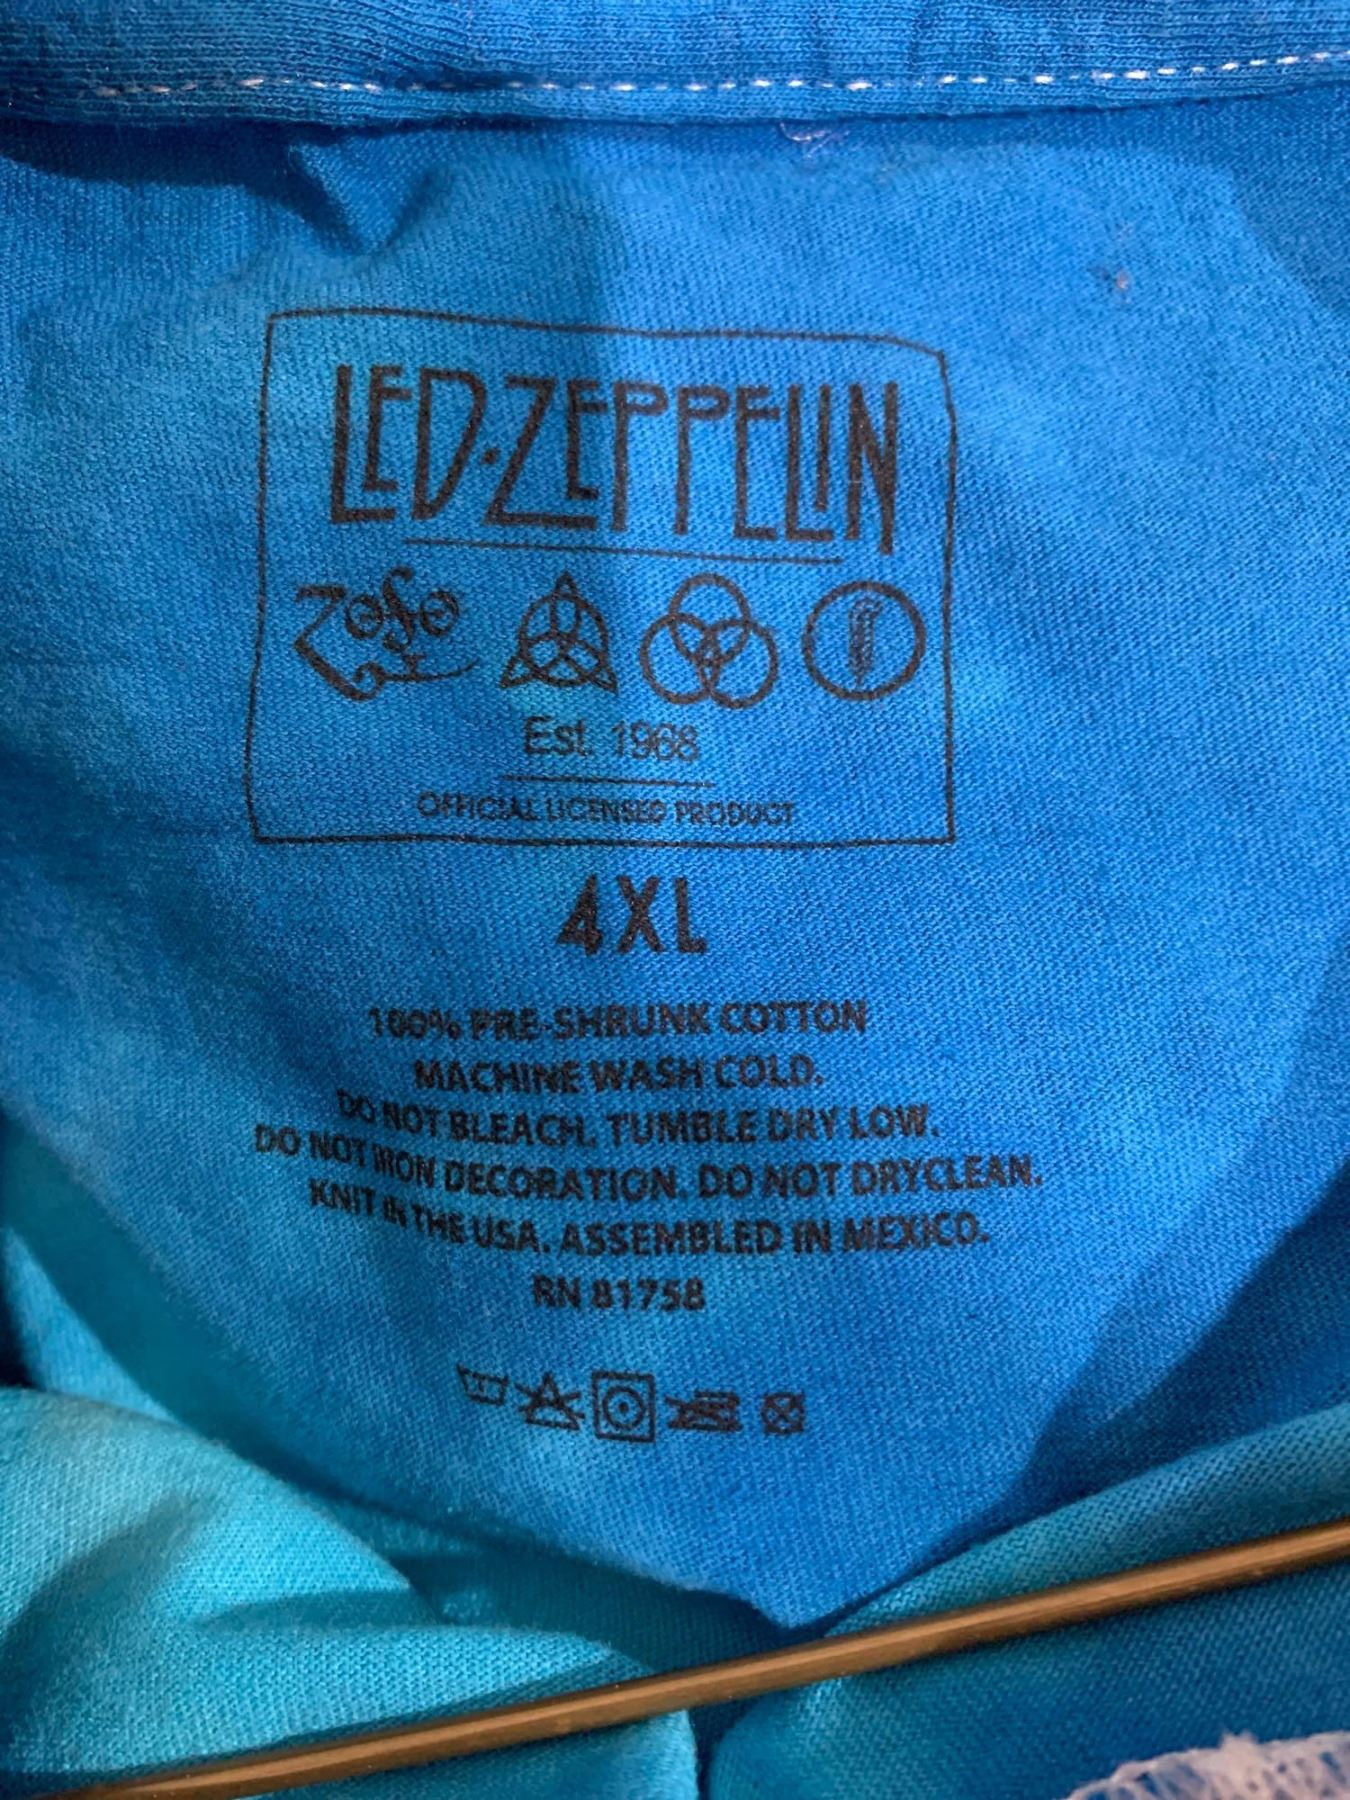 LED·ZEPPELIN
ZoSo
Est. 1968
OFFICIAL LICENSED PRODUCT
4XL
100% PRE-SHRUNK COTTON
MACHINE WASH COLD.
DO NOT BLEACH. TUMBLE DRY LOW.
DO NOT IRON DECORATION. DO NOT DRYCLEAN.
KNIT IN THE USA. ASSEMBLED IN MEXICO.
RN 81758